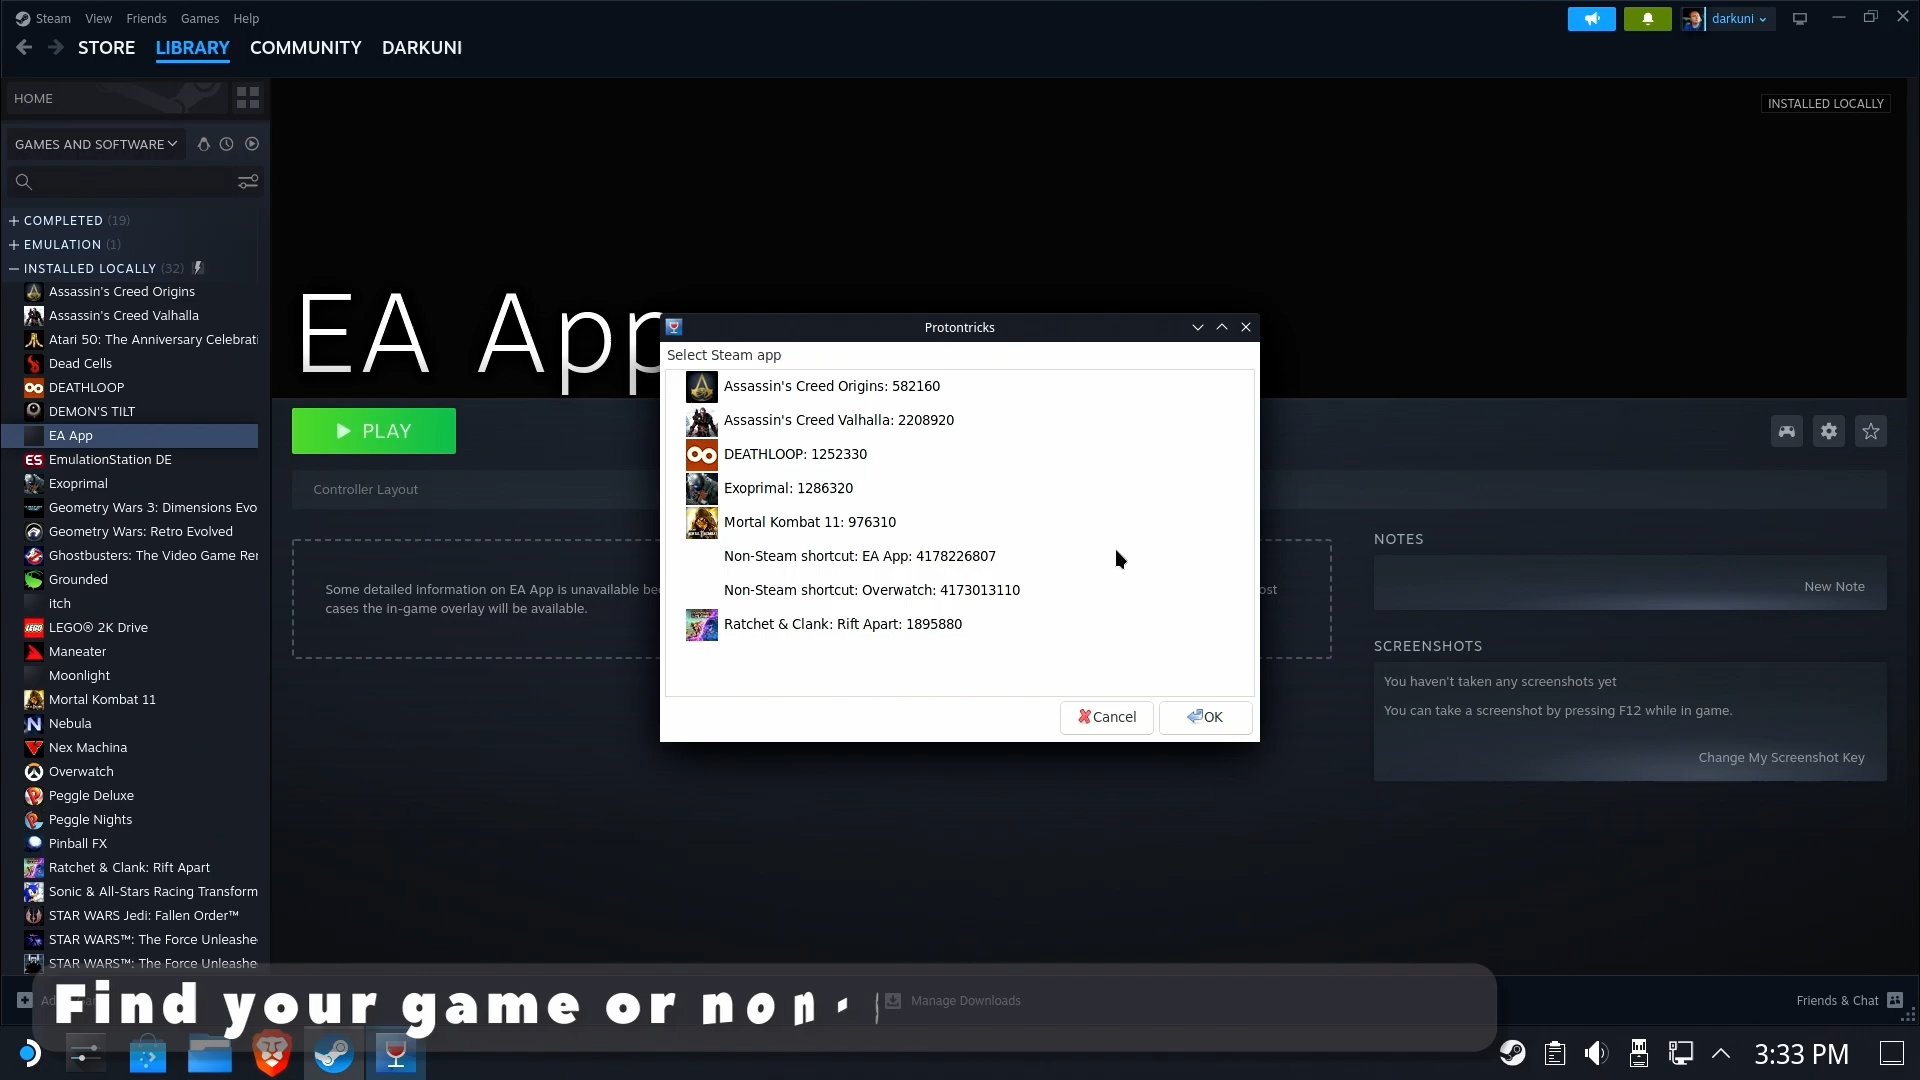 Steam View Friends Games Help
darkuni
STORE LIBRARY COMMUNITY DARKUNI
HOME
INSTALLED LOCALLY
GAMES AND SOFTWARE
COMPLETED (19)
EMULATION (1)
INSTALLED LOCALLY (32)
Assassin's Creed Origins
Assassin's Creed Valhalla
Atari 50: The Anniversary Celebrati
Dead Cells
DEATHLOOP
DEMON'S TILT
EA App
EmulationStation DE
Exoprimal
Geometry Wars 3: Dimensions Evo
Geometry Wars: Retro Evolved
Ghostbusters: The Video Game Rer
Grounded
itch
LEGO® 2K Drive
Maneater
Moonlight
Mortal Kombat 11
Nebula
Nex Machina
Overwatch
Peggle Deluxe
Peggle Nights
Pinball FX
Ratchet & Clank: Rift Apart
Sonic & All-Stars Racing Transform
STAR WARS Jedi: Fallen Order™
STAR WARS™: The Force Unleashe
STAR WARS™: The Force Unleashe
EA App
PLAY
Controller Layout
Some detailed information on EA App is unavailable be
ost
cases the in-game overlay will be available.
Protontricks
Select Steam app
Assassin's Creed Origins: 582160
Assassin's Creed Valhalla: 2208920
DEATHLOOP: 1252330
Exoprimal: 1286320
Mortal Kombat 11: 976310
Non-Steam shortcut: EA App: 4178226807
Non-Steam shortcut: Overwatch: 4173013110
Ratchet & Clank: Rift Apart: 1895880
Cancel OK
NOTES
New Note
SCREENSHOTS
You haven't taken any screenshots yet
You can take a screenshot by pressing F12 while in game.
Change My Screenshot Key
Manage Downloads
Friends & Chat
Find your game or non-
3:33 PM